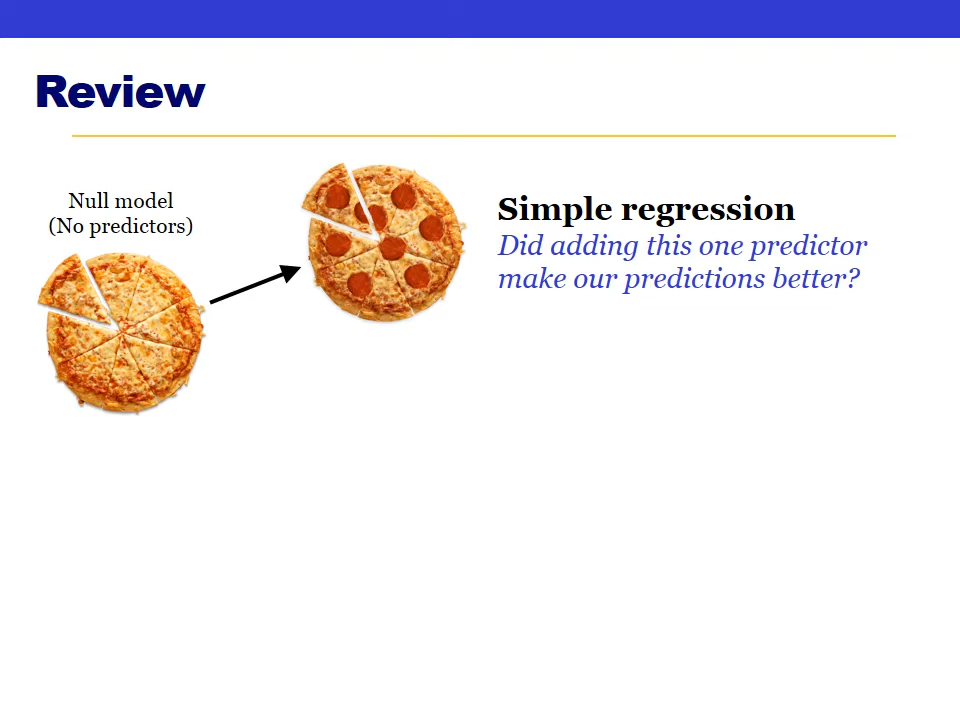 Review
Null model
(No predictors)
Simple regression
Did adding this one predictor
make our predictions better?